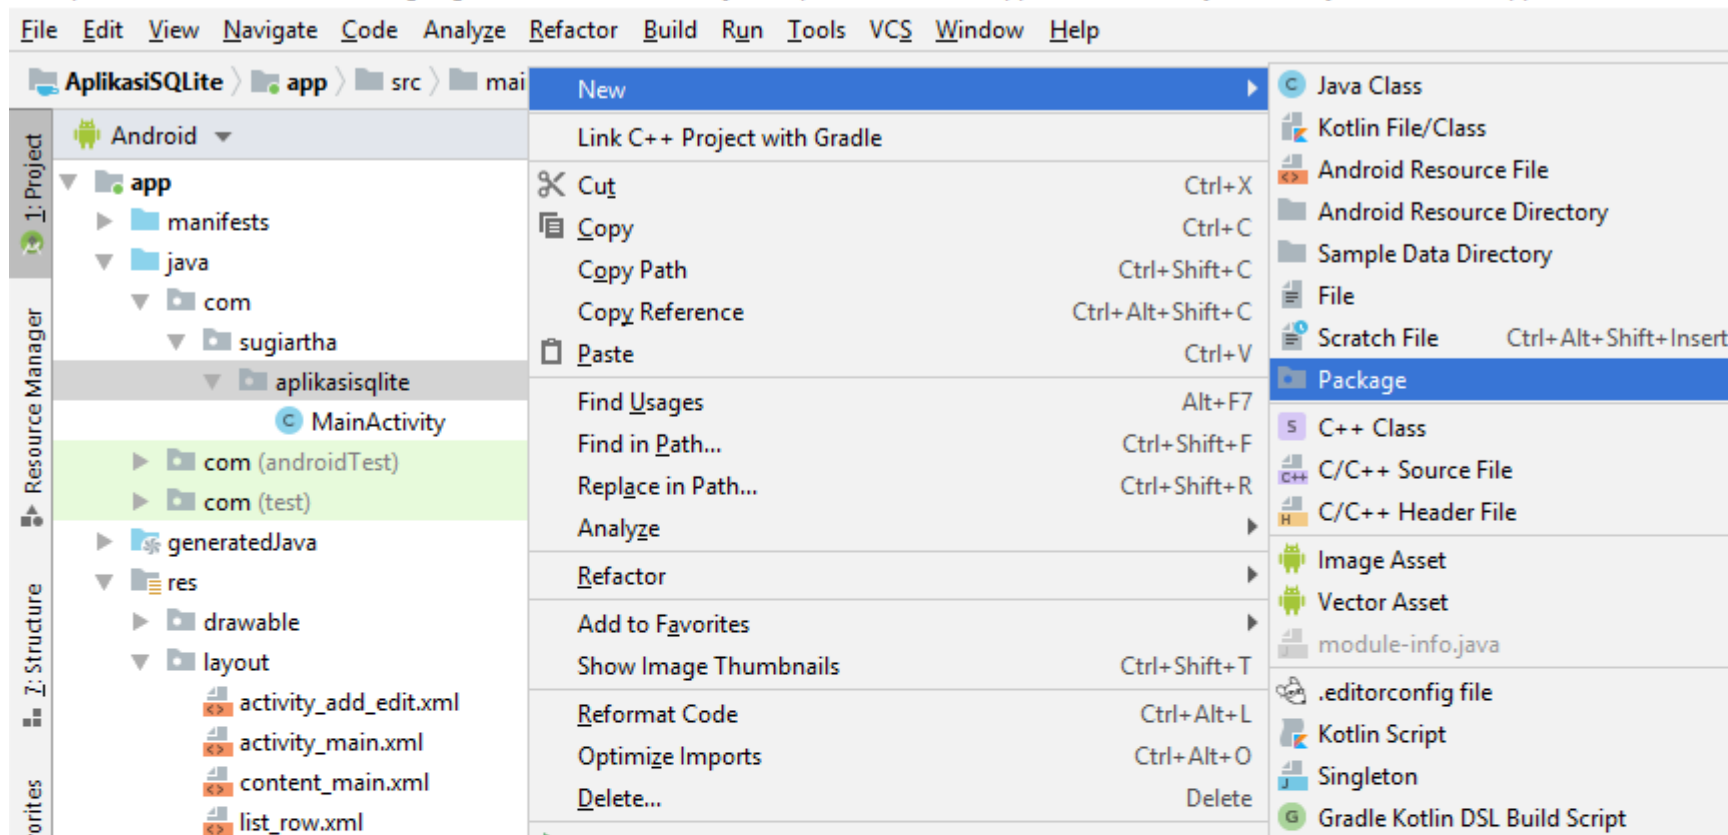 File Edit View Navigate Code Analyze Refactor Build Run Tools VCS Window Help
AplikasiSQLite app src mai
Android
app
manifests
java
com
sugiartha
aplikasisqlite
MainActivity
com (androidTest)
com (test)
generatedJava
res
drawable
layout
activity_add_edit.xml
activity_main.xml
content_main.xml
list_row.xml
1: Project
Resource Manager
7: Structure
orites
New
Link C++ Project with Gradle
Cut Ctrl+X
Copy Ctrl+C
Copy Path Ctrl+Shift+C
Copy Reference Ctrl+Alt+Shift+C
Paste Ctrl+V
Find Usages Alt+F7
Find in Path... Ctrl+Shift+F
Replace in Path... Ctrl+Shift+R
Analyze
Refactor
Add to Favorites
Show Image Thumbnails Ctrl+Shift+T
Reformat Code Ctrl+Alt+L
Optimize Imports Ctrl+Alt+O
Delete... Delete
Java Class
Kotlin File/Class
Android Resource File
Android Resource Directory
Sample Data Directory
File
Scratch File Ctrl+Alt+Shift+Insert
Package
C++ Class
C/C++ Source File
C/C++ Header File
Image Asset
Vector Asset
module-info.java
.editorconfig file
Kotlin Script
Singleton
Gradle Kotlin DSL Build Script